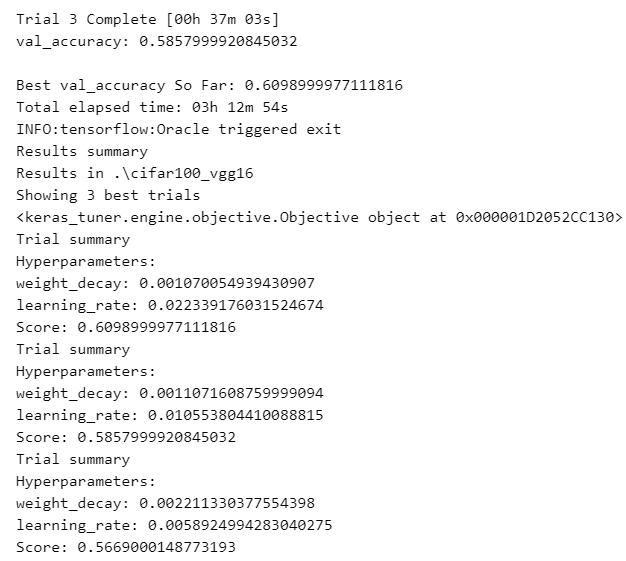 Trial 3 Complete [00h 37m 03s]
val_accuracy: 0.5857999920845032
Best val_accuracy So Far: 0.6098999977111816
Total elapsed time: 03h 12m 54s
INFO:tensorflow:Oracle triggered exit
Results summary
Results in .\cifar100_vgg16
Showing 3 best trials
<keras_tuner.engine.objective.Objective object at 0x000001D2052CC130>
Trial summary
Hyperparameters:
weight_decay: 0.001070054939430907
learning_rate: 0.022339176031524674
Score: 0.6098999977111816
Trial summary
Hyperparameters:
weight_decay: 0.0011071608759999094
learning_rate: 0.010553804410088815
Score: 0.5857999920845032
Trial summary
Hyperparameters:
weight_decay: 0.002211330377554398
learning_rate: 0.0058924994283040275
Score: 0.5669000148773193